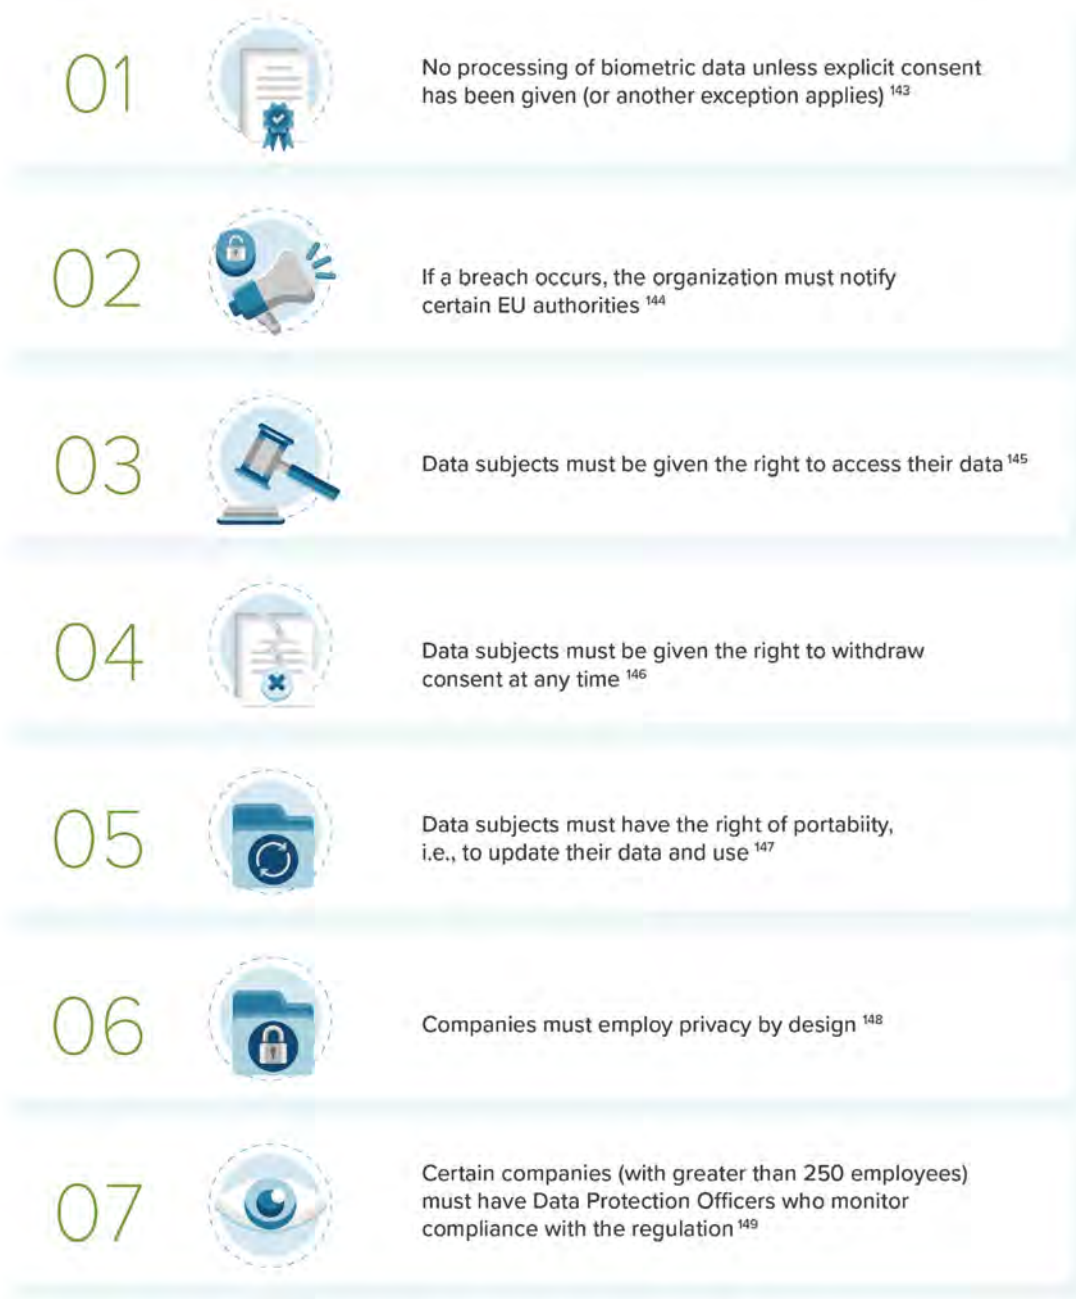 01
No processing of biometric data unless explicit consent
has been given (or another exception applies) 143
02
If a breach occurs, the organization must notify
certain EU authorities 144
03
Data subjects must be given the right to access their data 145
04
Data subjects must be given the right to withdraw
consent at any time 146
05
Data subjects must have the right of portabiity,
i.e., to update their data and use 147
06
Companies must employ privacy by design 148
07
Certain companies (with greater than 250 employees)
must have Data Protection Officers who monitor
compliance with the regulation 149